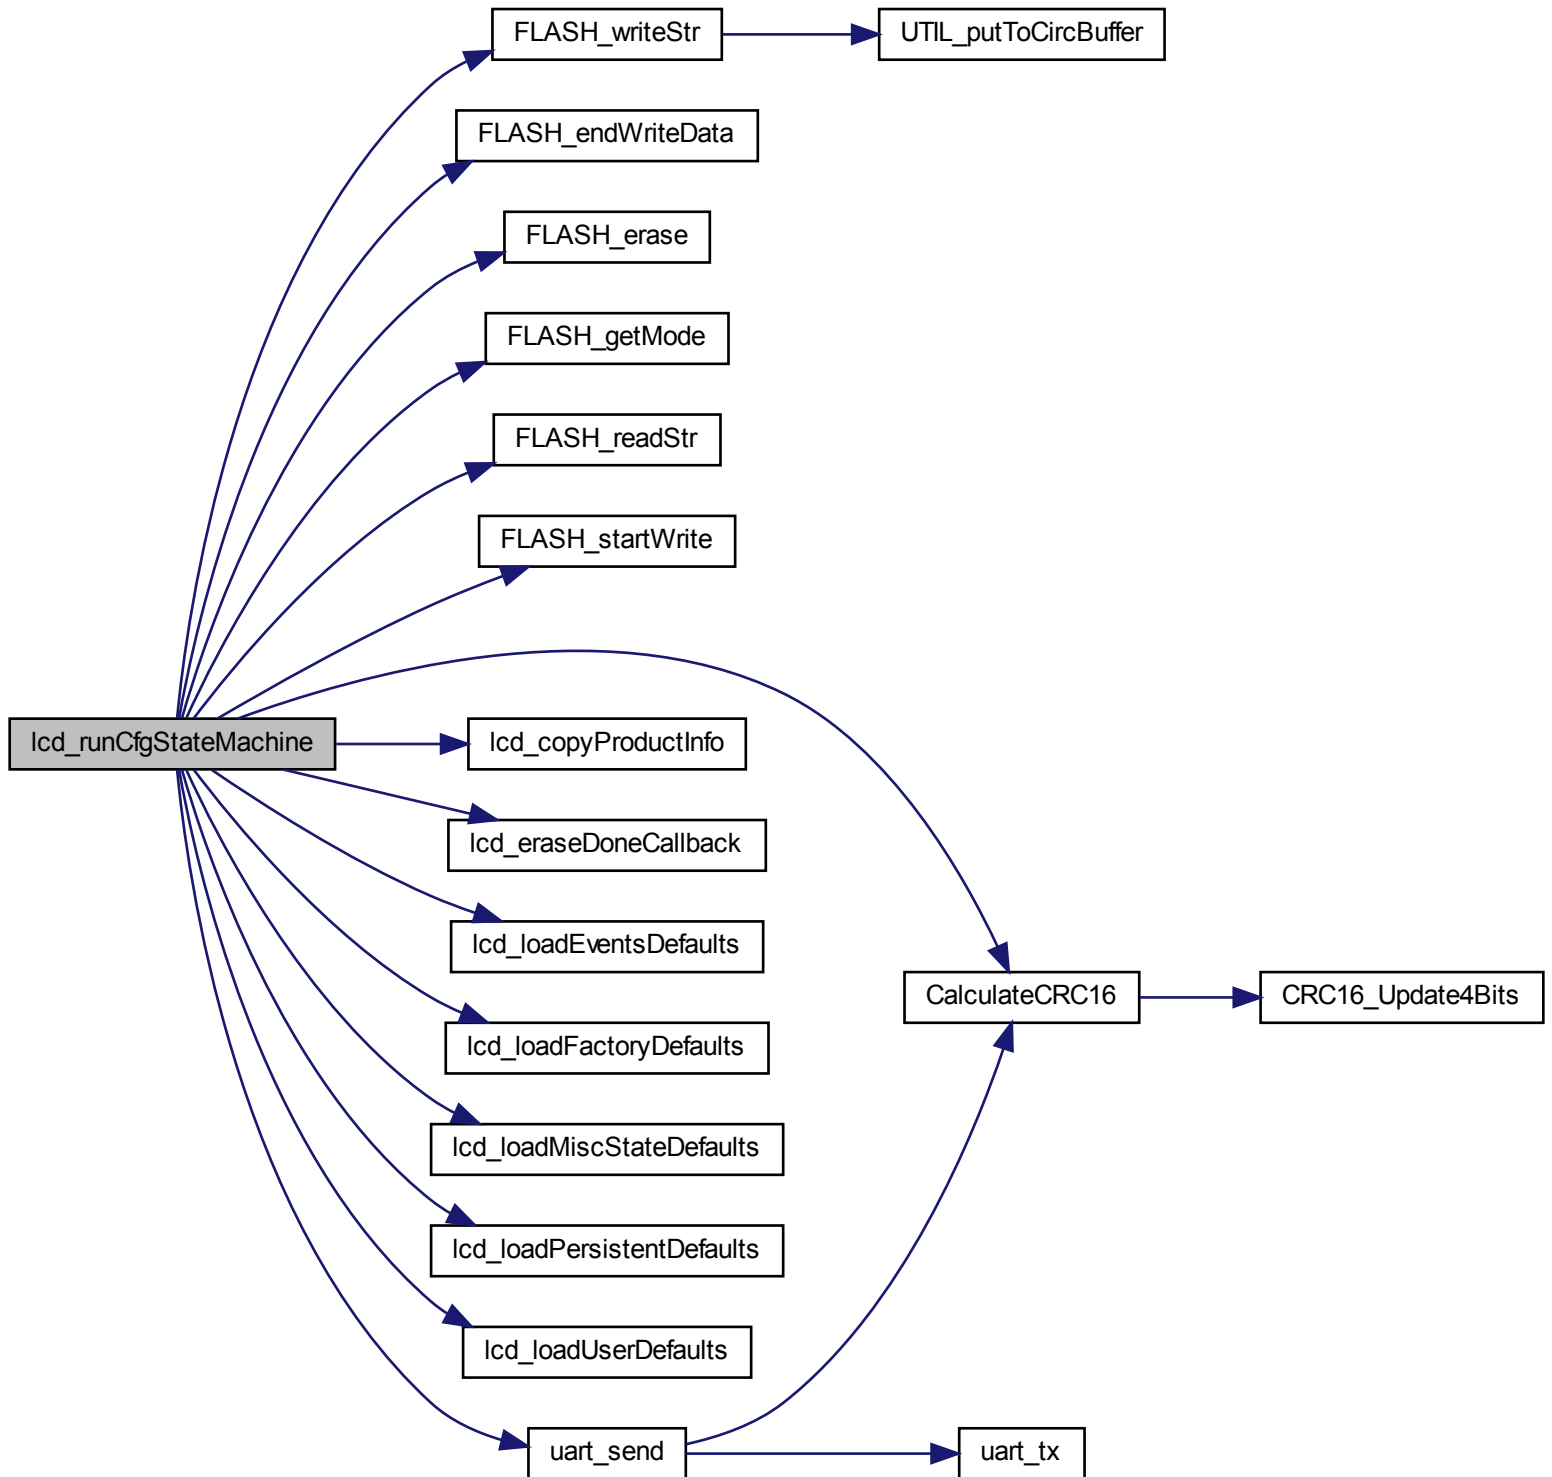 FLASH_writeStr
UTIL_putToCircBuffer
FLASH_endWriteData
FLASH_erase
FLASH_getMode
FLASH_readStr
FLASH_startWrite
lcd_runCfgStateMachine
lcd_copyProductInfo
lcd_eraseDoneCallback
lcd_loadEventsDefaults
CalculateCRC16
CRC16_Update4Bits
lcd_loadFactoryDefaults
lcd_loadMiscStateDefaults
lcd_loadPersistentDefaults
lcd_loadUserDefaults
uart_send
uart_tx